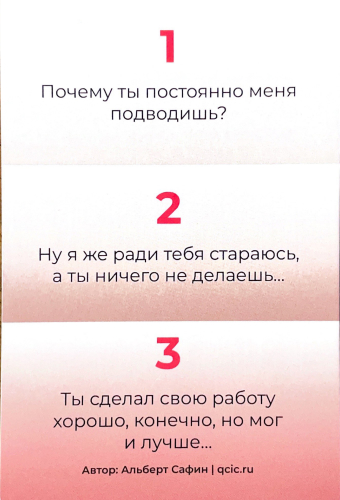 1
Почему ты постоянно меня
подводишь?
2
Ну я же ради тебя стараюсь,
а ты ничего не делаешь...
3
Ты сделал свою работу
хорошо, конечно, но мог
и лучше...
Автор: Альберт Сафин | qcic.ru